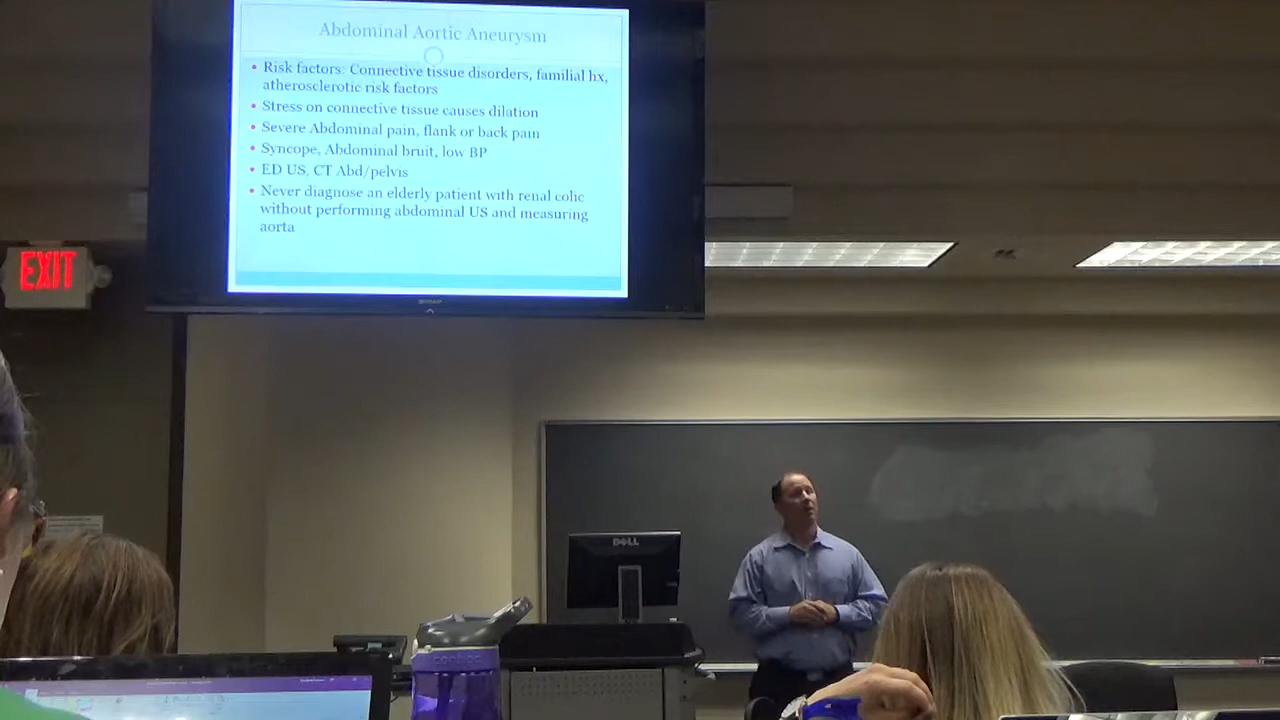 Abdominal Aortic Aneurysm
• Risk factors: Connective tissue disorders, familial hx,
atherosclerotic risk factors
• Stress on connective tissue causes dilation
• Severe Abdominal pain, flank or back pain
• Syncope, Abdominal bruit, low BP
• ED US, CT Abd/pelvis
• Never diagnose an elderly patient with renal colic
without performing abdominal US and measuring
aorta
EXIT
SHARP
DELL
contigo